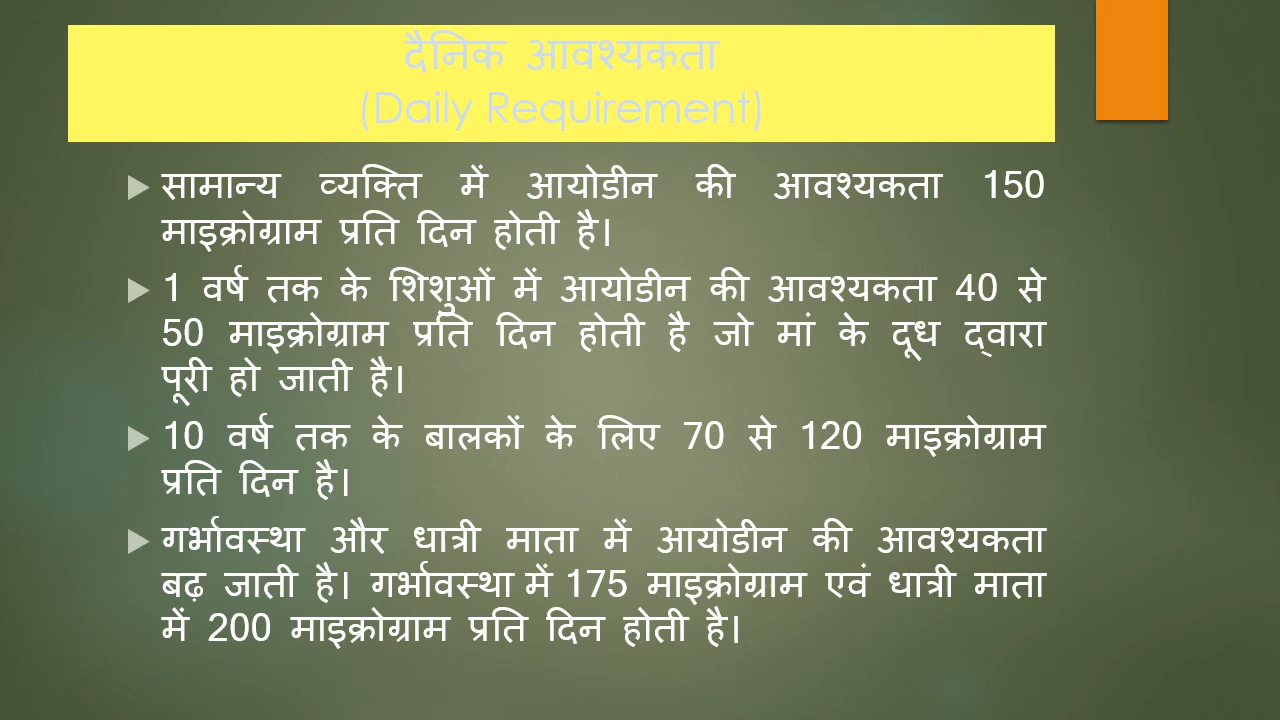 दैनिक आवश्यकता
(Daily Requirement)
सामान्य व्यक्ति में आयोडीन की आवश्यकता 150
माइक्रोग्राम प्रति दिन होती है।
1 वर्ष तक के शिशुओं में आयोडीन की आवश्यकता 40 से
50 माइक्रोग्राम प्रति दिन होती है जो मां के दूध द्वारा
पूरी हो जाती है।
10 वर्ष तक के बालकों के लिए 70 से 120 माइक्रोग्राम
प्रति दिन है।
गर्भावस्था और धात्री माता में आयोडीन की आवश्यकता
बढ़ जाती है। गर्भावस्था में 175 माइक्रोग्राम एवं धात्री माता
में 200 माइक्रोग्राम प्रति दिन होती है।